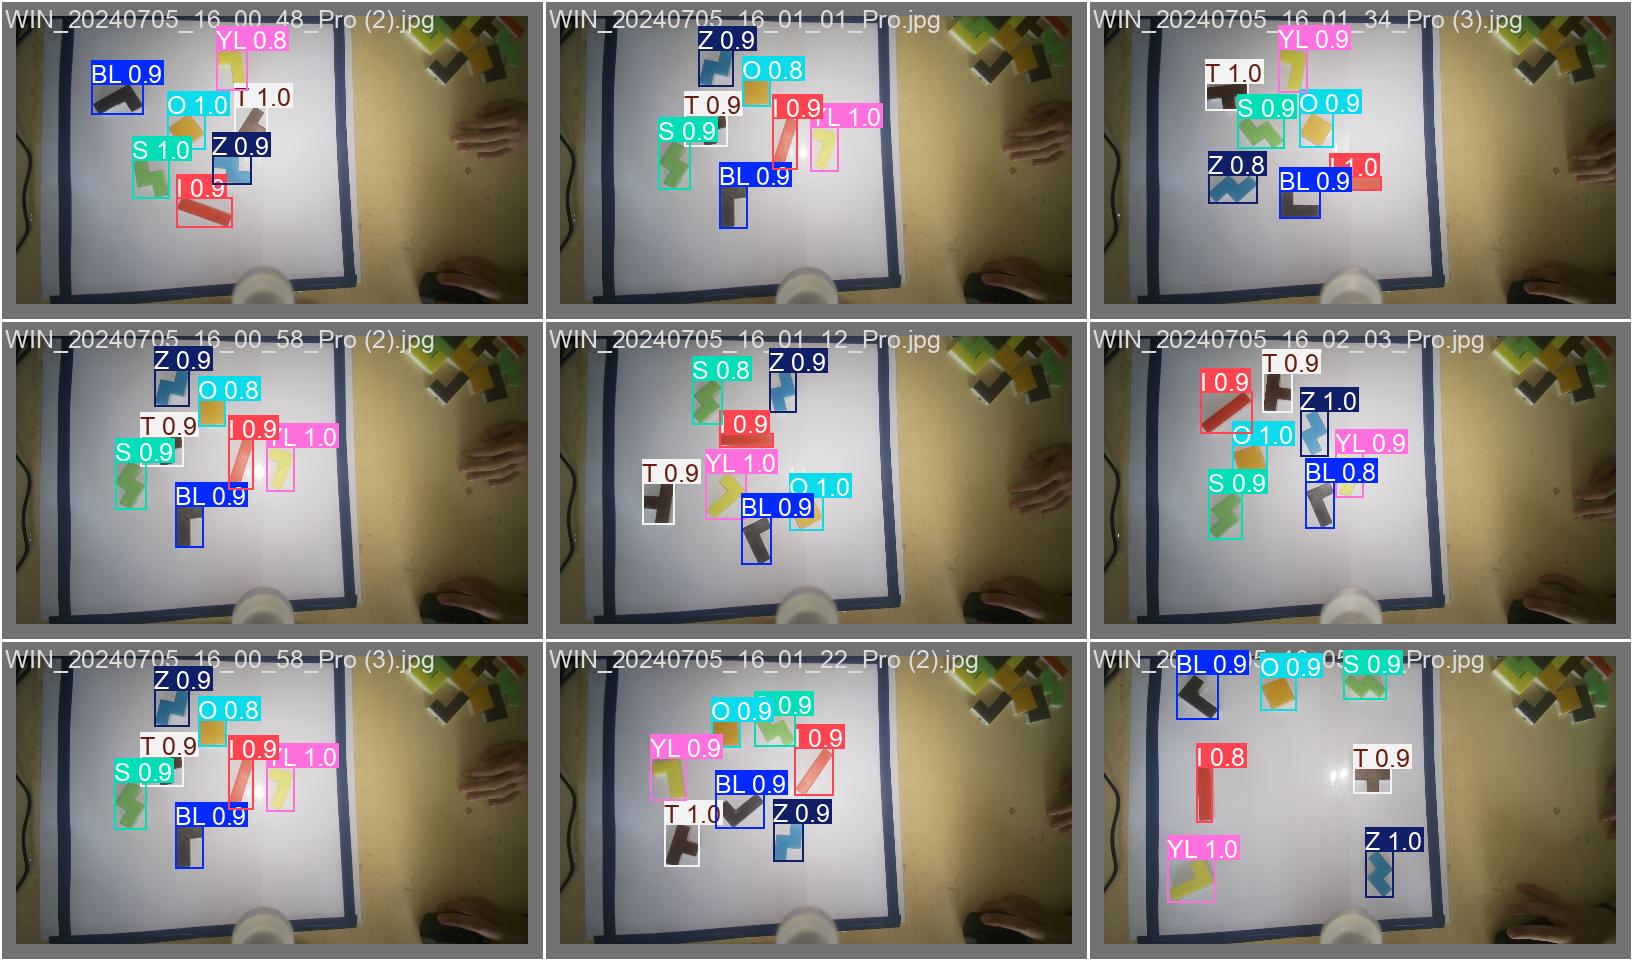 WIN_20240705_16_00_48_Pro (2).jpg
YL 0.8
BL 0.9
O 1.0
T 1.0
Z 0.9
S 1.0
I 0.9
WIN_20240705_16_01_01_Pro.jpg
Z 0.9
O 0.8
T 0.9
I 0.9
YL 1.0
S 0.9
BL 0.9
WIN_20240705_16_01_34_Pro (3).jpg
YL 0.9
T 1.0
S 0.9
O 0.9
Z 0.8
I 1.0
BL 0.9
WIN_20240705_16_00_58_Pro (2).jpg
Z 0.9
O 0.8
T 0.9
I 0.9
YL 1.0
S 0.9
BL 0.9
WIN_20240705_16_01_12_Pro.jpg
S 0.8
Z 0.9
I 0.9
T 0.9
YL 1.0
O 1.0
BL 0.9
WIN_20240705_16_02_03_Pro.jpg
T 0.9
I 0.9
Z 1.0
O 1.0
YL 0.9
S 0.9
BL 0.8
WIN_20240705_16_00_58_Pro (3).jpg
Z 0.9
O 0.8
T 0.9
I 0.9
YL 1.0
S 0.9
BL 0.9
WIN_20240705_16_01_22_Pro (2).jpg
O 0.9
0.9
YL 0.9
I 0.9
BL 0.9
T 1.0
Z 0.9
Pro.jpg
BL 0.9
O 0.9
S 0.9
I 0.8
T 0.9
YL 1.0
Z 1.0